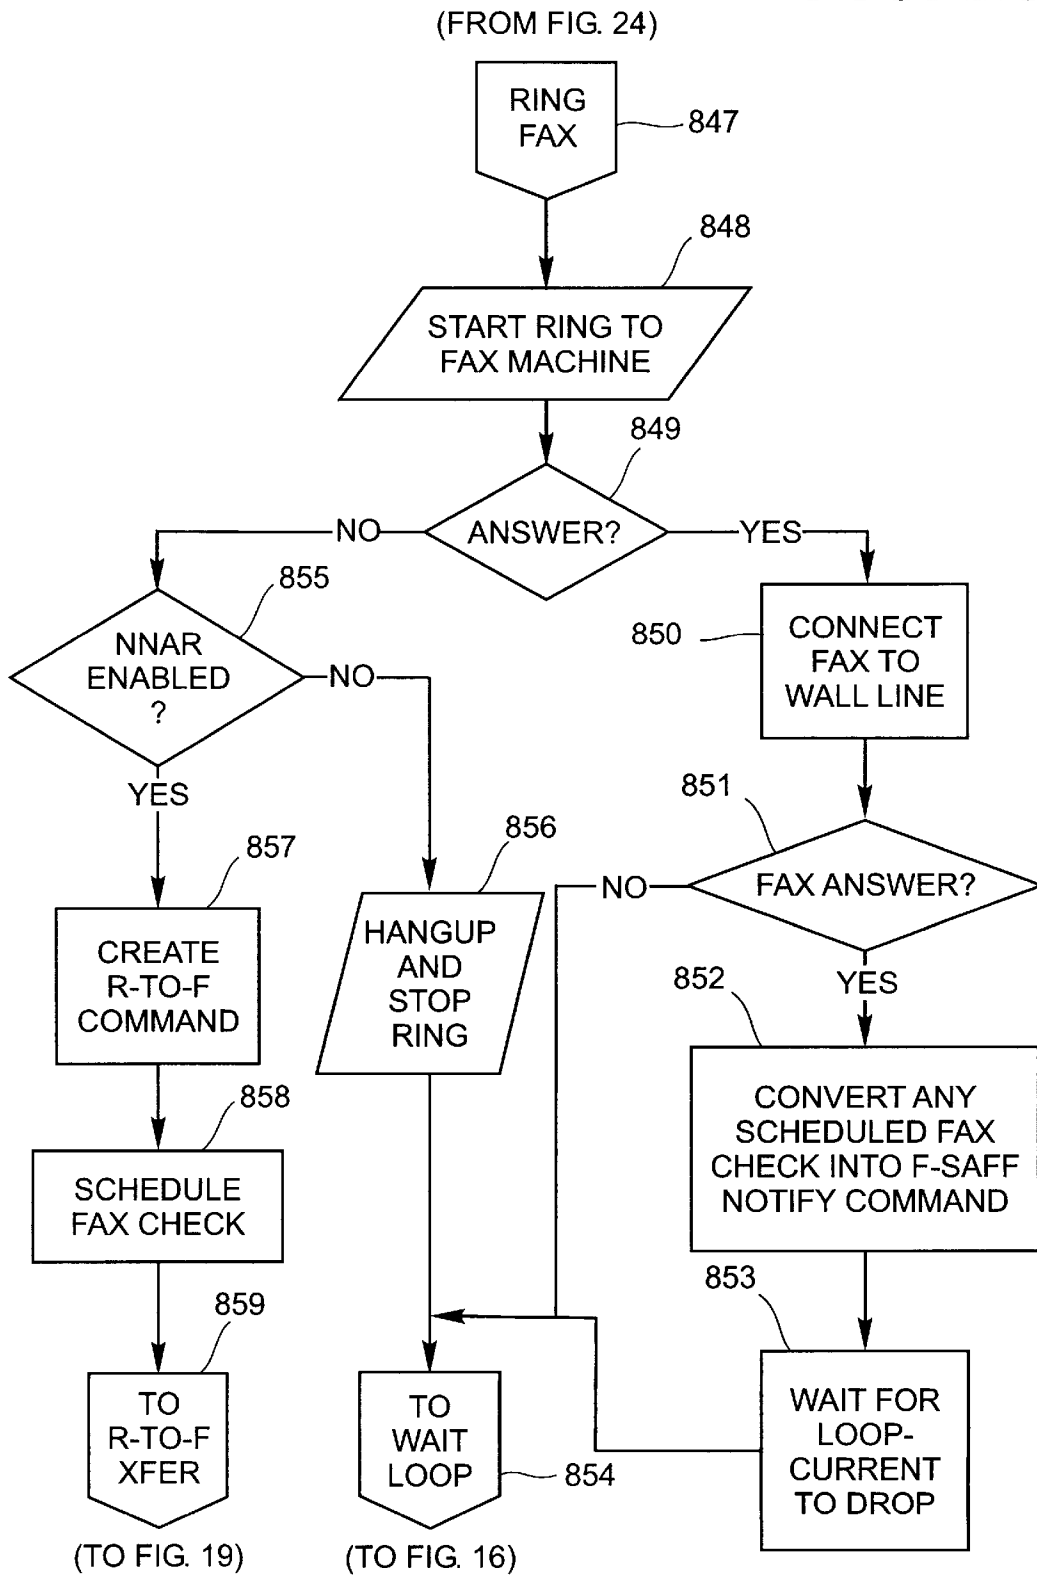 (FROM FIG. 24)
RING
FAX
847
848
START RING TO
FAX MACHINE
849
NO
ANSWER?
YES
855
NNAR
ENABLED
?
NO
850
CONNECT
FAX TO
WALL LINE
YES
851
856
857
NO
FAX ANSWER?
CREATE
R-TO-F
COMMAND
HANGUP
AND
STOP
RING
YES
852
858
CONVERT ANY
SCHEDULED FAX
CHECK INTO F-SAFF
NOTIFY COMMAND
SCHEDULE
FAX CHECK
853
859
TO
R-TO-F
XFER
TO
WAIT
LOOP
854
WAIT FOR
LOOP-
CURRENT
TO DROP
(TO FIG. 19)
(TO FIG. 16)